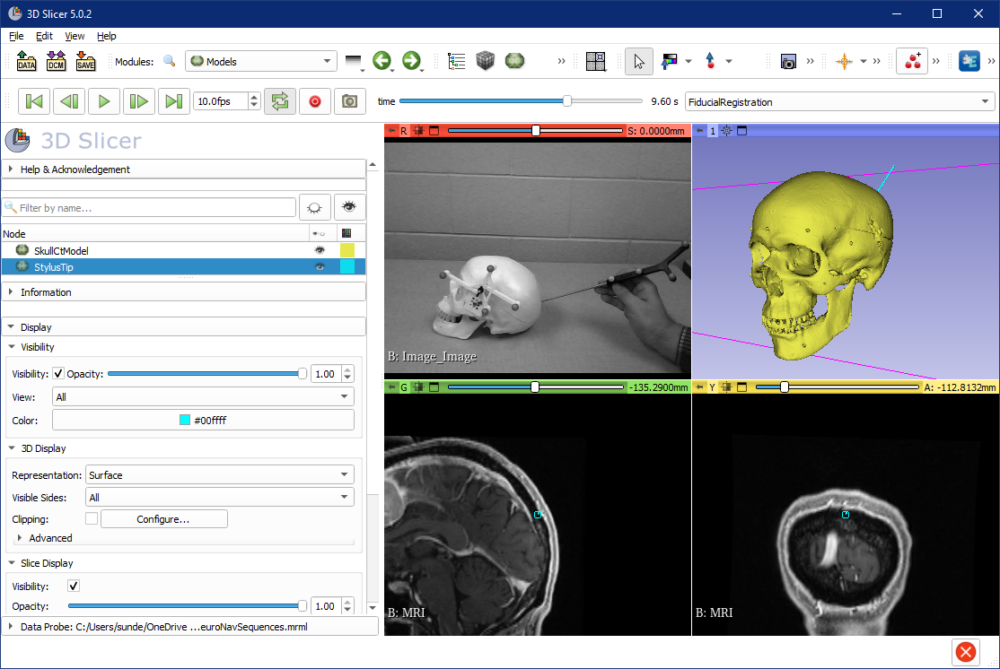 3D Slicer 5.0.2
File Edit View Help
DATA DCM SAVE Modules: Models
10.0fps time 9.60 s FiducialRegistration
3D Slicer
Help & Acknowledgement
Filter by name...
Node
SkullCtModel
StylusTip
Information
Display
Visibility
Visibility: Opacity: 1.00
View: All
Color: #00ffff
3D Display
Representation: Surface
Visible Sides: All
Clipping: Configure...
Advanced
Slice Display
Visibility:
Opacity: 1.00
Data Probe: C:/Users/sunde/OneDrive ...euroNavSequences.mrml
R S: 0.0000mm
B: Image_Image
1
G -135.2900mm
B: MRI
Y A: -112.8132mm
B: MRI